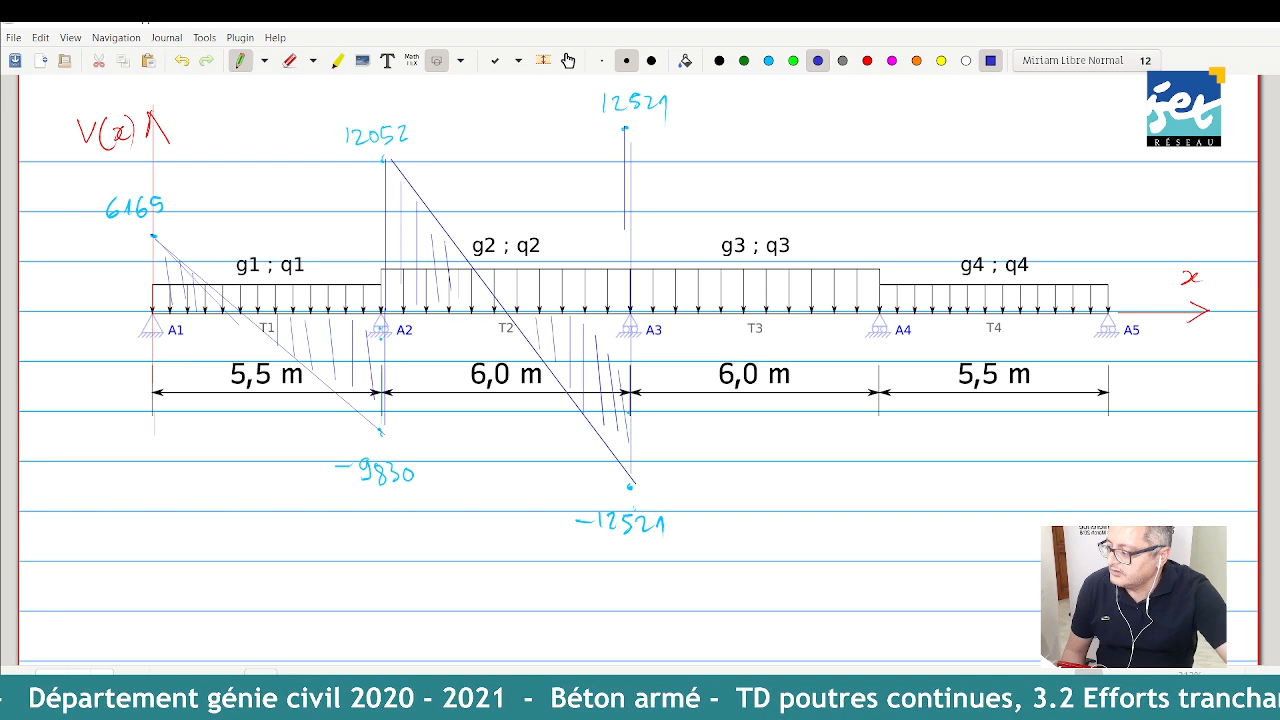 File Edit View Navigation Journal Tools Plugin Help
Miriam Libre Normal 12
iset
RÉSEAU
12521
V(x)
12052
6165
g1 ; q1
g2 ; q2
g3 ; q3
g4 ; q4
x
A1 T1 A2 T2 A3 T3 A4 T4 A5
5,5 m 6,0 m 6,0 m 5,5 m
-9830
-12521
- Département génie civil 2020 - 2021 - Béton armé - TD poutres continues, 3.2 Efforts trancha